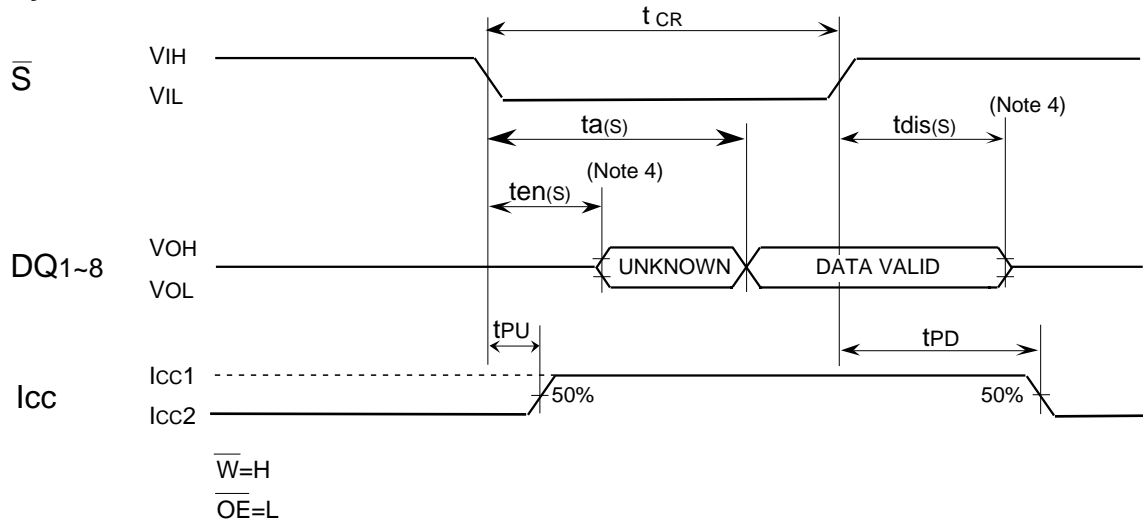 t CR
S
VIH
VIL
ta(S)
tdis(S)
(Note 4)
ten(S)
(Note 4)
DQ1~8
VOH
VOL
UNKNOWN
DATA VALID
tPU
tPD
Icc
Icc1
Icc2
50%
50%
W=H
OE=L